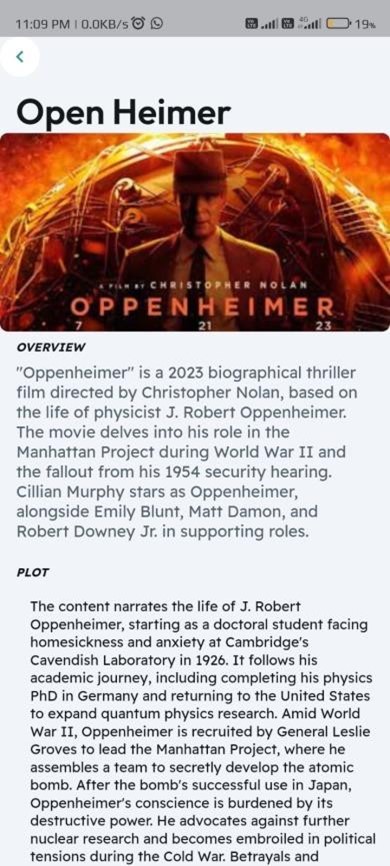 11:09 PM | 0.0KB/s
4G
19%
Open Heimer
A FILM BY CHRISTOPHER NOLAN
OPPENHEIMER
7 21 23
OVERVIEW
"Oppenheimer" is a 2023 biographical thriller
film directed by Christopher Nolan, based on
the life of physicist J. Robert Oppenheimer.
The movie delves into his role in the
Manhattan Project during World War II and
the fallout from his 1954 security hearing.
Cillian Murphy stars as Oppenheimer,
alongside Emily Blunt, Matt Damon, and
Robert Downey Jr. in supporting roles.
PLOT
The content narrates the life of J. Robert
Oppenheimer, starting as a doctoral student facing
homesickness and anxiety at Cambridge's
Cavendish Laboratory in 1926. It follows his
academic journey, including completing his physics
PhD in Germany and returning to the United States
to expand quantum physics research. Amid World
War II, Oppenheimer is recruited by General Leslie
Groves to lead the Manhattan Project, where he
assembles a team to secretly develop the atomic
bomb. After the bomb's successful use in Japan,
Oppenheimer's conscience is burdened by its
destructive power. He advocates against further
nuclear research and becomes embroiled in political
tensions during the Cold War. Betrayals and